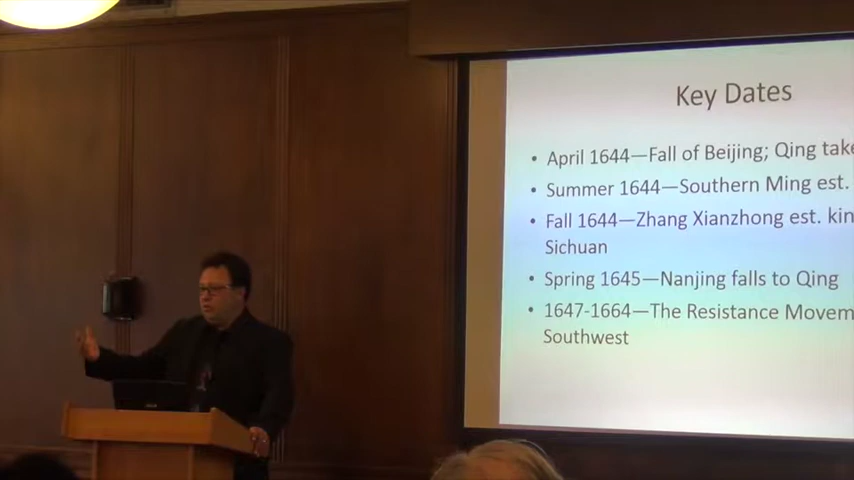 Key Dates
• April 1644—Fall of Beijing; Qing take
• Summer 1644—Southern Ming est.
• Fall 1644—Zhang Xianzhong est. kin
Sichuan
• Spring 1645—Nanjing falls to Qing
• 1647-1664—The Resistance Movem
Southwest